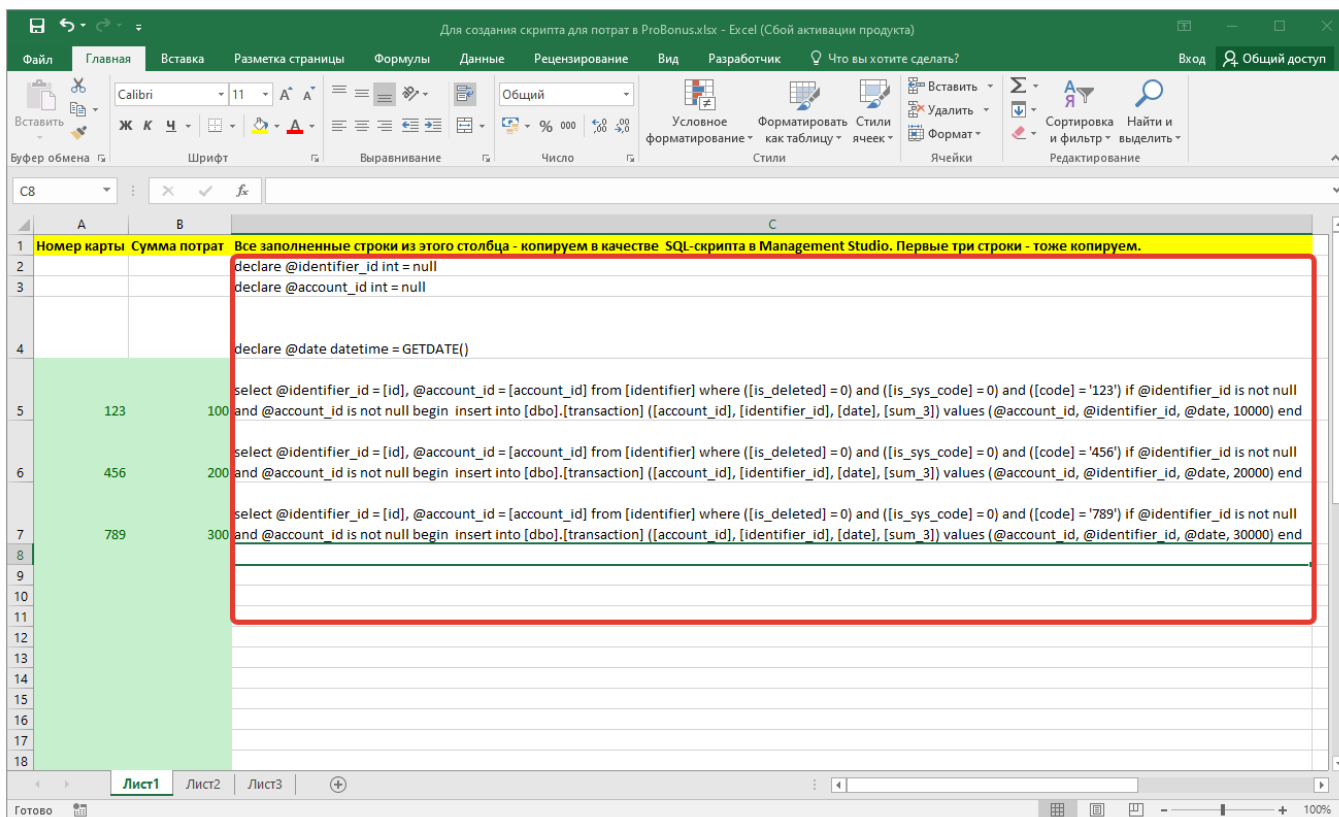 Для создания скрипта для потрат в ProBonus.xlsx - Excel (Сбой активации продукта)
Файл Главная Вставка Разметка страницы Формулы Данные Рецензирование Вид Разработчик Что вы хотите сделать? Вход Общий доступ
Вставить
Calibri 11 A A
Ж К Ч А
Общий
% 000
Условное форматирование
Форматировать как таблицу
Стили ячеек
Вставить
Удалить
Формат
Сортировка и фильтр
Найти и выделить
Буфер обмена Шрифт Выравнивание Число Стили Ячейки Редактирование
C8 fx
A B C
1 Номер карты Сумма потрат Все заполненные строки из этого столбца - копируем в качестве SQL-скрипта в Management Studio. Первые три строки - тоже копируем.
2 declare @identifier_id int = null
3 declare @account_id int = null
4 declare @date datetime = GETDATE()
select @identifier_id = [id], @account_id = [account_id] from [identifier] where ([is_deleted] = 0) and ([is_sys_code] = 0) and ([code] = '123') if @identifier_id is not null
5 123 100 and @account_id is not null begin insert into [dbo].[transaction] ([account_id], [identifier_id], [date], [sum_3]) values (@account_id, @identifier_id, @date, 10000) end
select @identifier_id = [id], @account_id = [account_id] from [identifier] where ([is_deleted] = 0) and ([is_sys_code] = 0) and ([code] = '456') if @identifier_id is not null
6 456 200 and @account_id is not null begin insert into [dbo].[transaction] ([account_id], [identifier_id], [date], [sum_3]) values (@account_id, @identifier_id, @date, 20000) end
select @identifier_id = [id], @account_id = [account_id] from [identifier] where ([is_deleted] = 0) and ([is_sys_code] = 0) and ([code] = '789') if @identifier_id is not null
7 789 300 and @account_id is not null begin insert into [dbo].[transaction] ([account_id], [identifier_id], [date], [sum_3]) values (@account_id, @identifier_id, @date, 30000) end
8
9
10
11
12
13
14
15
16
17
18
Лист1 Лист2 Лист3
Готово 100%